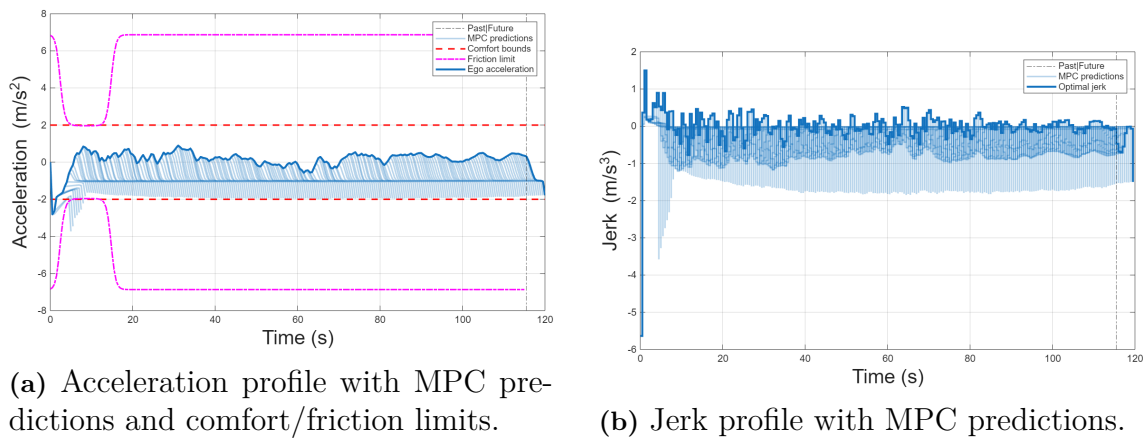 8
6
4
2
0
-2
-4
-6
-8
Acceleration (m/s²)
0
20
40
60
80
100
120
Time (s)
Past|Future
MPC predictions
Comfort bounds
Friction limit
Ego acceleration
(a) Acceleration profile with MPC pre-
dictions and comfort/friction limits.
2
1
0
-1
-2
-3
-4
-5
-6
Jerk (m/s³)
0
20
40
60
80
100
120
Time (s)
Past|Future
MPC predictions
Optimal jerk
(b) Jerk profile with MPC predictions.